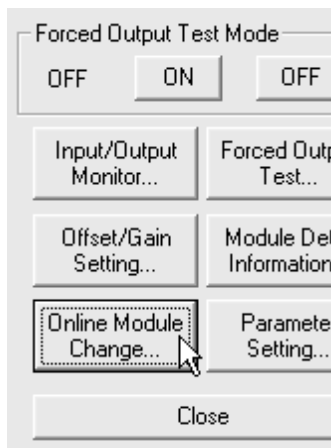 Forced Output Test Mode
OFF ON OFF
Input/Output
Monitor...
Forced Outp
Test...
Offset/Gain
Setting...
Module Det
Information
Online Module
Change...
Paramete
Setting...
Close